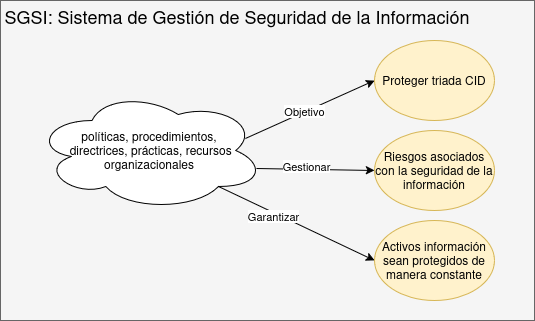 SGSI: Sistema de Gestión de Seguridad de la Información
Proteger triada CID
Objetivo
políticas, procedimientos,
directrices, prácticas, recursos
organizacionales
Gestionar
Riesgos asociados
con la seguridad de la
información
Garantizar
Activos información
sean protegidos de
manera constante